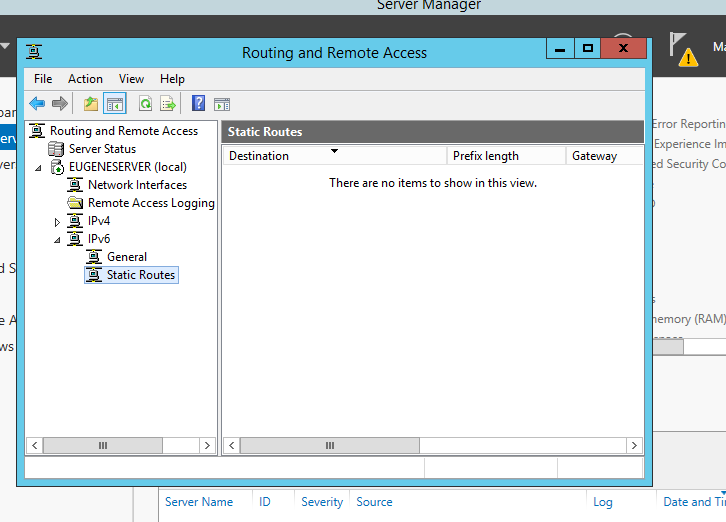 Server Manager
Routing and Remote Access
File Action View Help
Routing and Remote Access
Server Status
EUGENESERVER (local)
Network Interfaces
Remote Access Logging
IPv4
IPv6
General
Static Routes
Static Routes
Destination Prefix length Gateway
There are no items to show in this view.
Error Reportin
Experience Im
ed Security Co
emory (RAM)
Server Name ID Severity Source Log Date and Ti